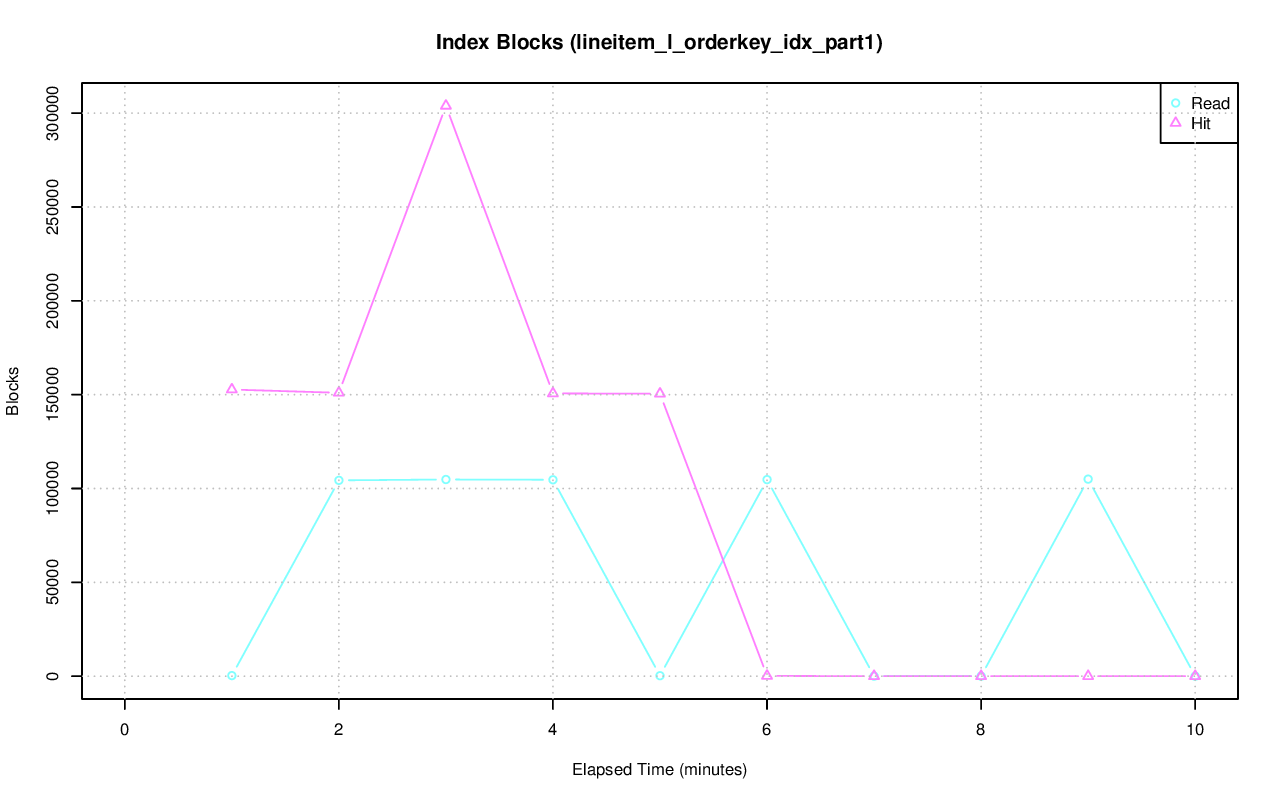 Index Blocks (lineitem_l_orderkey_idx_part1)
Read
Hit
300000
250000
200000
150000
100000
50000
0
Blocks
0 2 4 6 8 10
Elapsed Time (minutes)